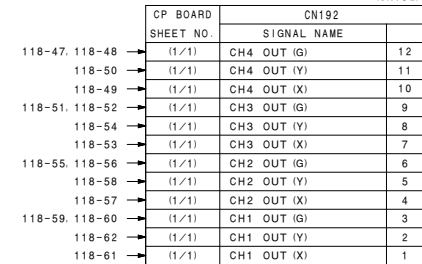 CP BOARD CN192
SHEET NO. SIGNAL NAME
118-47, 118-48 (1/1) CH4 OUT (G) 12
118-50 (1/1) CH4 OUT (Y) 11
118-49 (1/1) CH4 OUT (X) 10
118-51, 118-52 (1/1) CH3 OUT (G) 9
118-54 (1/1) CH3 OUT (Y) 8
118-53 (1/1) CH3 OUT (X) 7
118-55, 118-56 (1/1) CH2 OUT (G) 6
118-58 (1/1) CH2 OUT (Y) 5
118-57 (1/1) CH2 OUT (X) 4
118-59, 118-60 (1/1) CH1 OUT (G) 3
118-62 (1/1) CH1 OUT (Y) 2
118-61 (1/1) CH1 OUT (X) 1